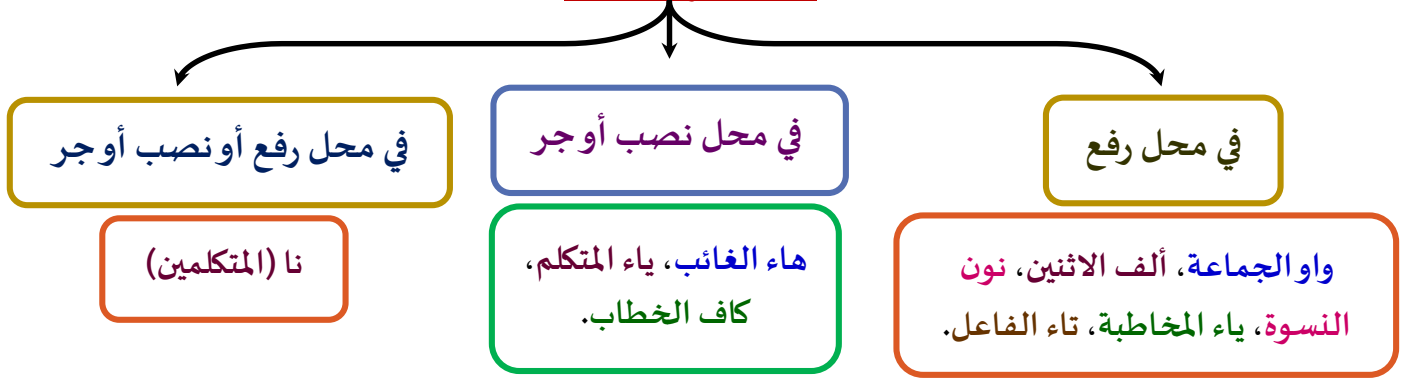 في محل رفع
واو الجماعة، ألف الاثنين، نون
النسوة، ياء المخاطبة، تاء الفاعل.
في محل نصب أو جر
هاء الغائب، ياء المتكلم،
كاف الخطاب.
في محل رفع أو نصب أو جر
نا (المتكلمين)